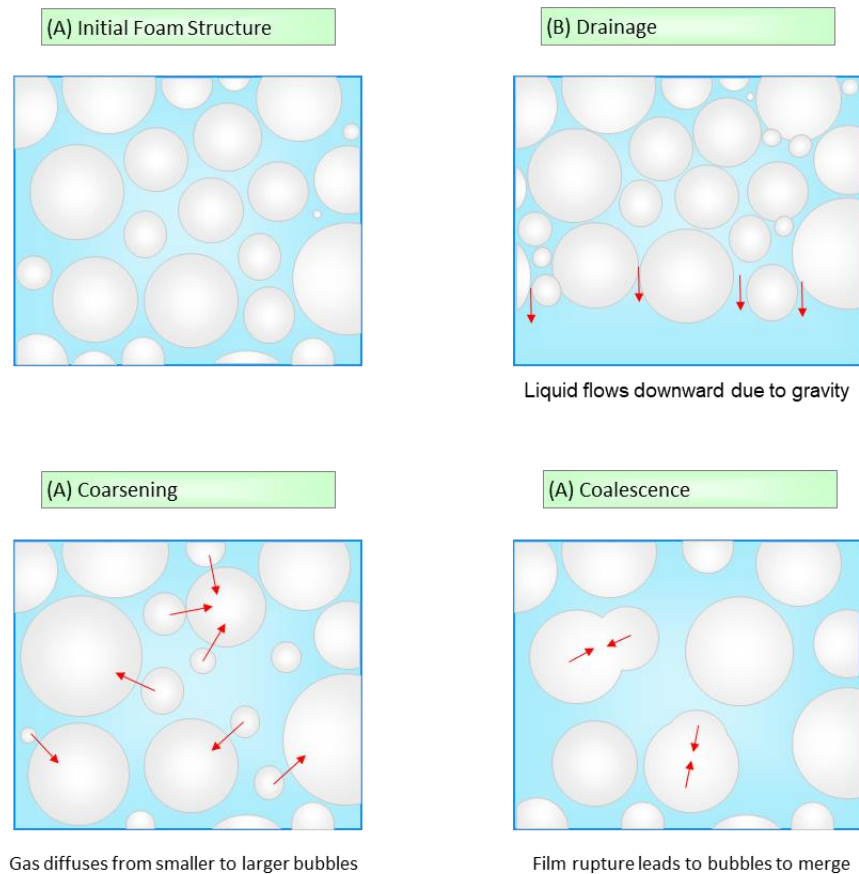 (A) Initial Foam Structure
(B) Drainage
Liquid flows downward due to gravity
(A) Coarsening
(A) Coalescence
Gas diffuses from smaller to larger bubbles
Film rupture leads to bubbles to merge